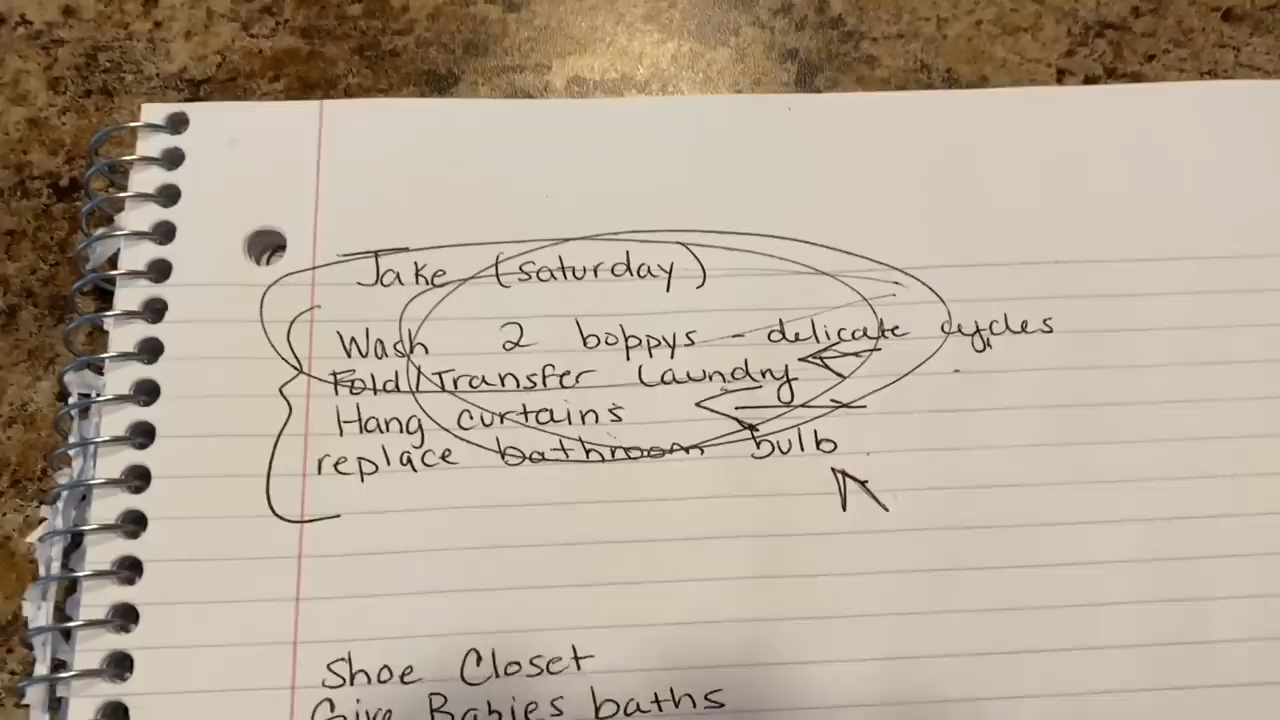 Jake (saturday)
Wash 2 boppys - delicate cycles
Fold/Transfer Laundry
Hang curtains
replace bathroom bulb
Shoe Closet
Give Babies baths